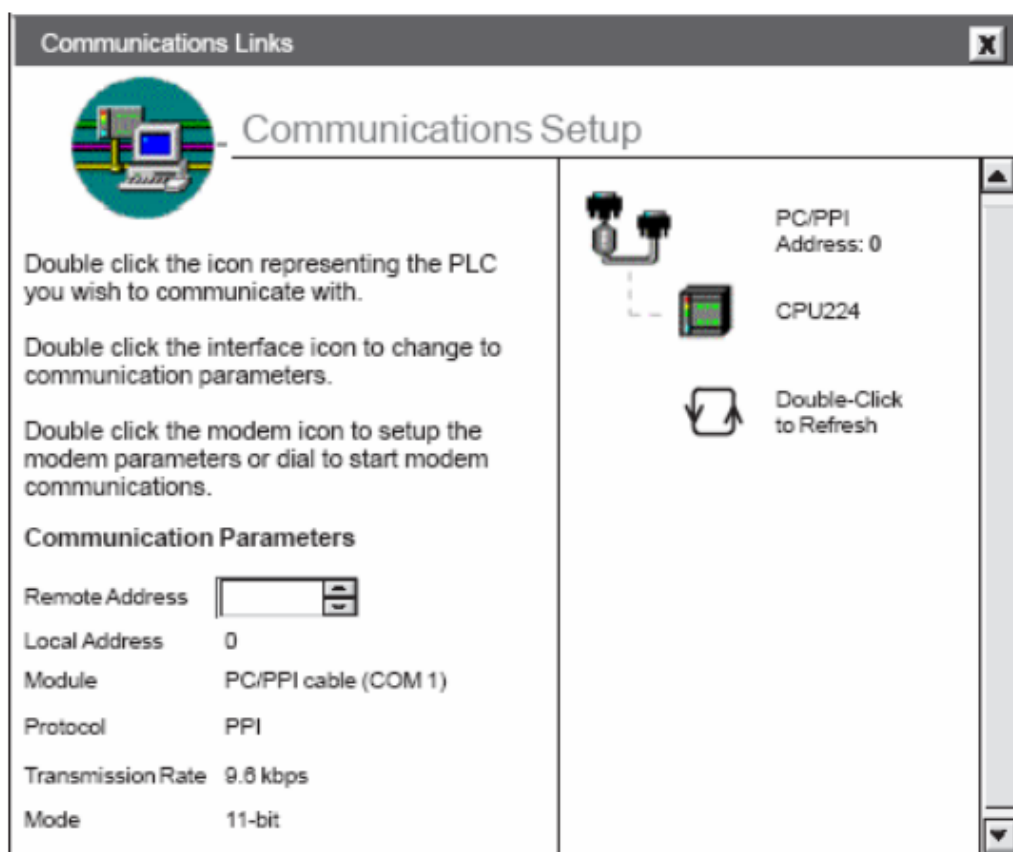 Communications Links
X
Communications Setup
Double click the icon representing the PLC
you wish to communicate with.
Double click the interface icon to change to
communication parameters.
Double click the modem icon to setup the
modem parameters or dial to start modem
communications.
Communication Parameters
Remote Address
Local Address 0
Module PC/PPI cable (COM 1)
Protocol PPI
Transmission Rate 9.6 kbps
Mode 11-bit
PC/PPI
Address: 0
CPU224
Double-Click
to Refresh